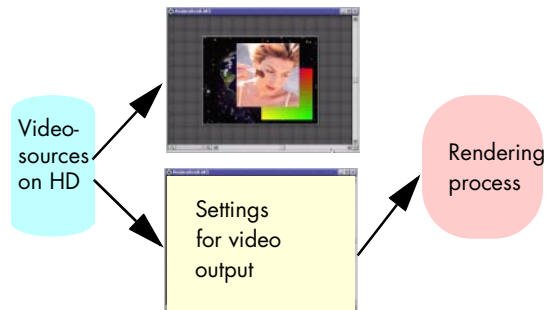 Video-
sources
on HD
Settings
for video
output
Rendering
process